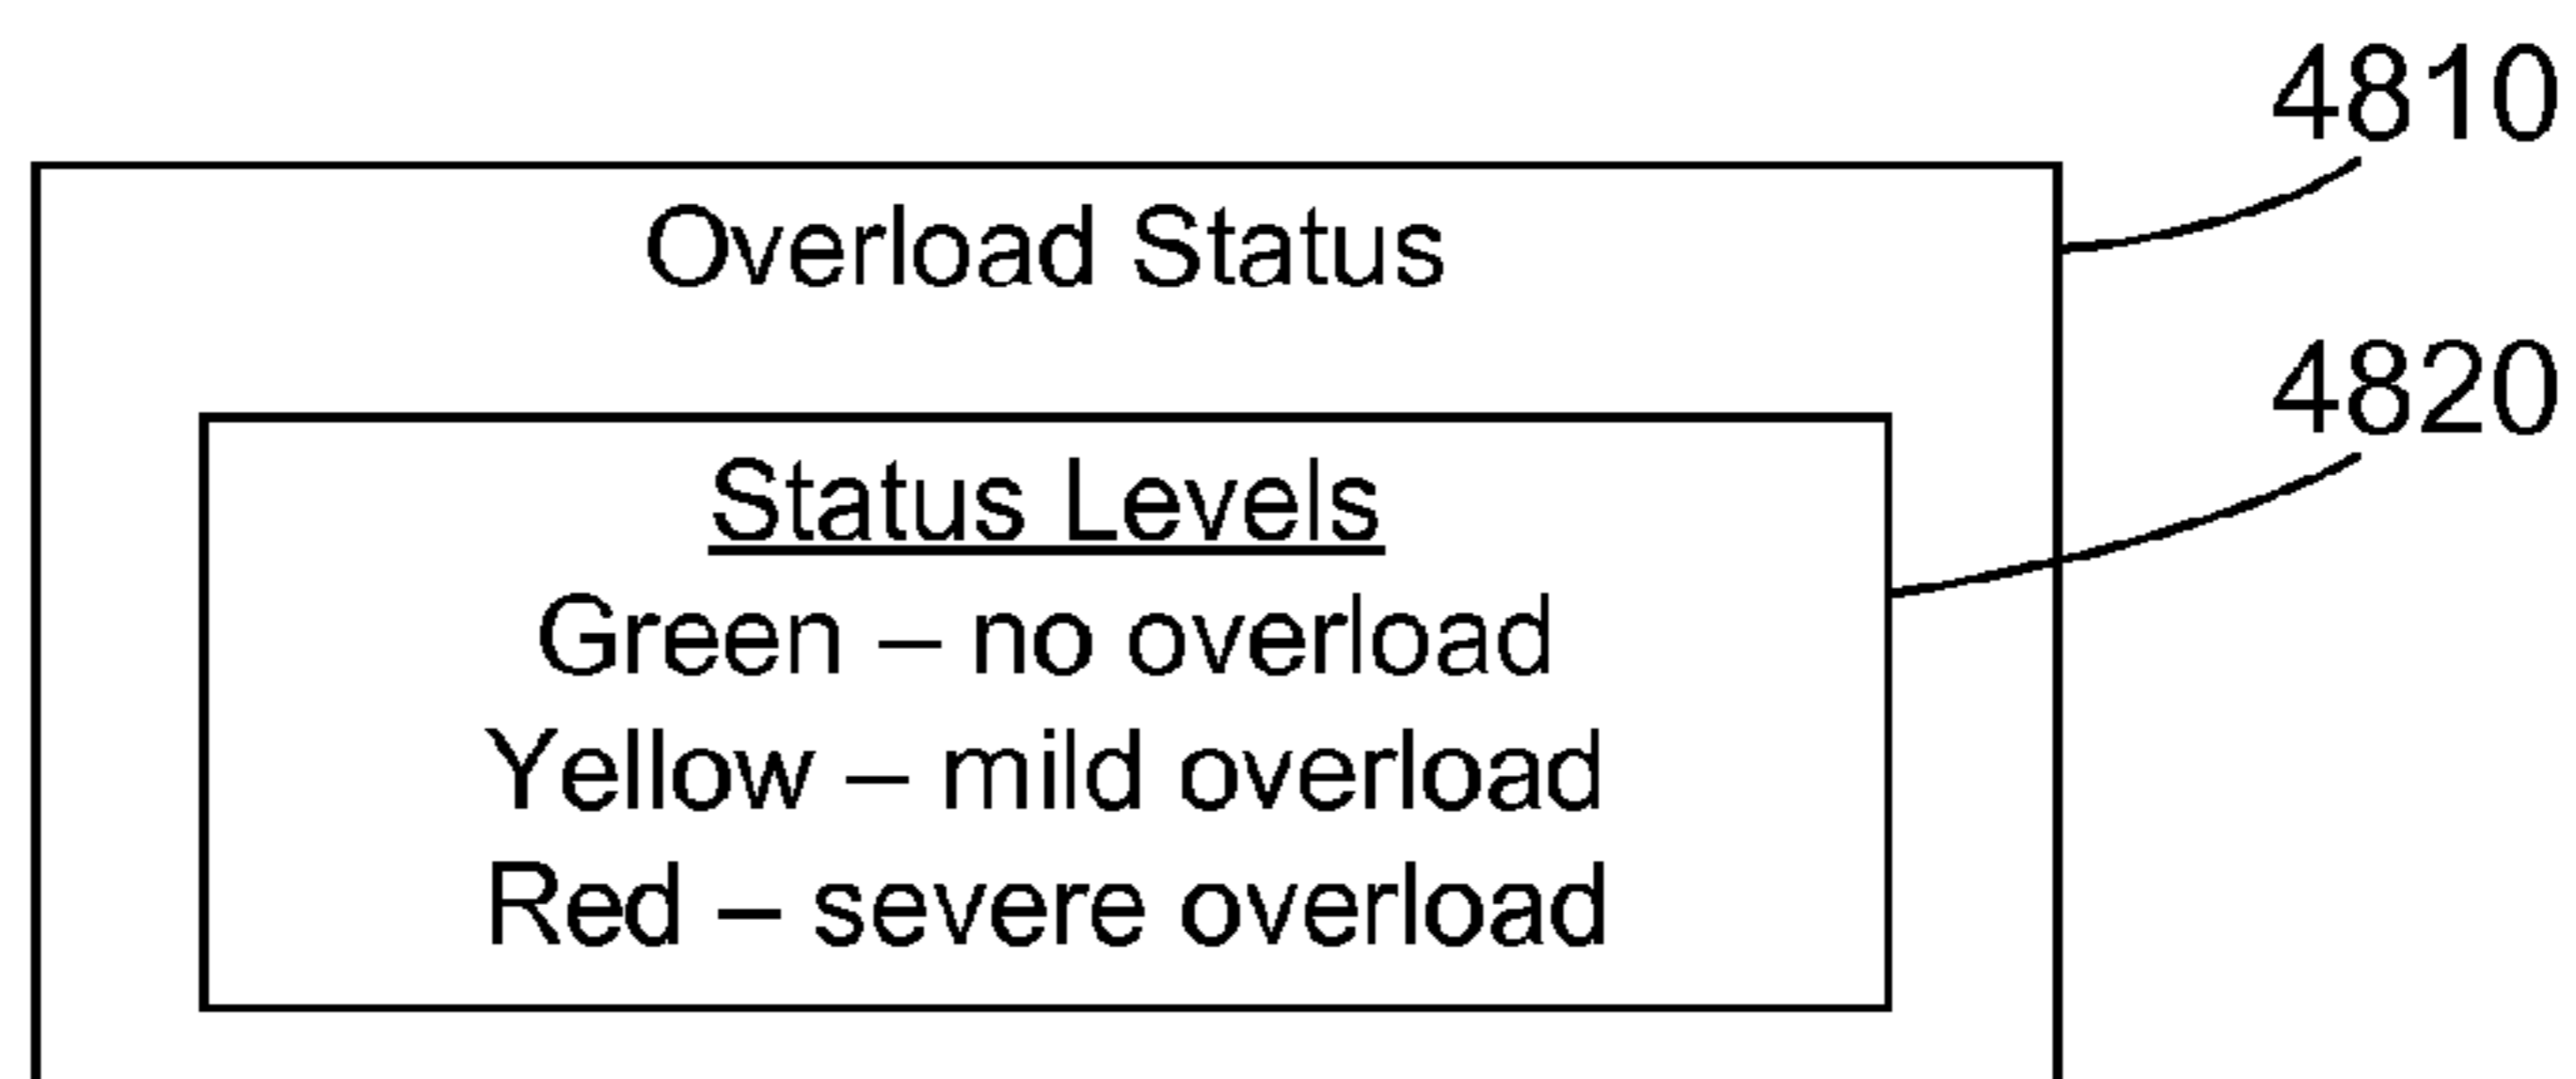 4810
Overload Status
4820
Status Levels
Green – no overload
Yellow – mild overload
Red – severe overload